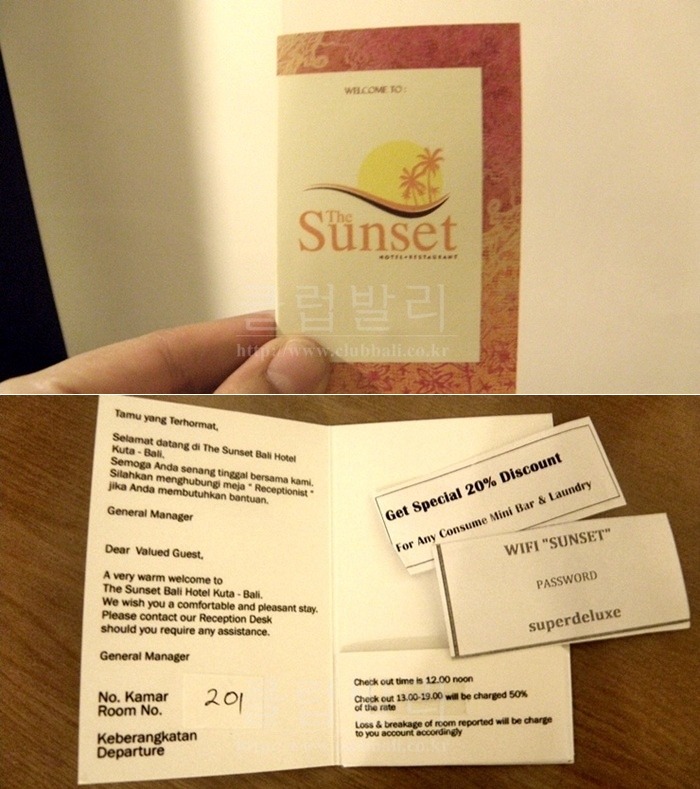 WELCOME TO :
The
Sunset
HOTEL • RESTAURANT
클럽발리
http://www.clubbali.co.kr
Tamu yang Terhormat,
Selamat datang di The Sunset Bali Hotel
Kuta - Bali.
Semoga Anda senang tinggal bersama kami.
Silahkan menghubungi meja " Receptionist "
jika Anda membutuhkan bantuan.
General Manager
Dear Valued Guest,
A very warm welcome to
The Sunset Bali Hotel Kuta - Bali.
We wish you a comfortable and pleasant stay.
Please contact our Reception Desk
should you require any assistance.
General Manager
No. Kamar
Room No.
201
Keberangkatan
Departure
Get Special 20% Discount
For Any Consume Mini Bar & Laundry
WIFI "SUNSET"
PASSWORD
superdeluxe
Check out time is 12.00 noon
Check out 13.00-19.00 will be charged 50%
of the rate
Loss & breakage of room reported will be charge
to you account accordingly
http://www.clubbali.co.kr